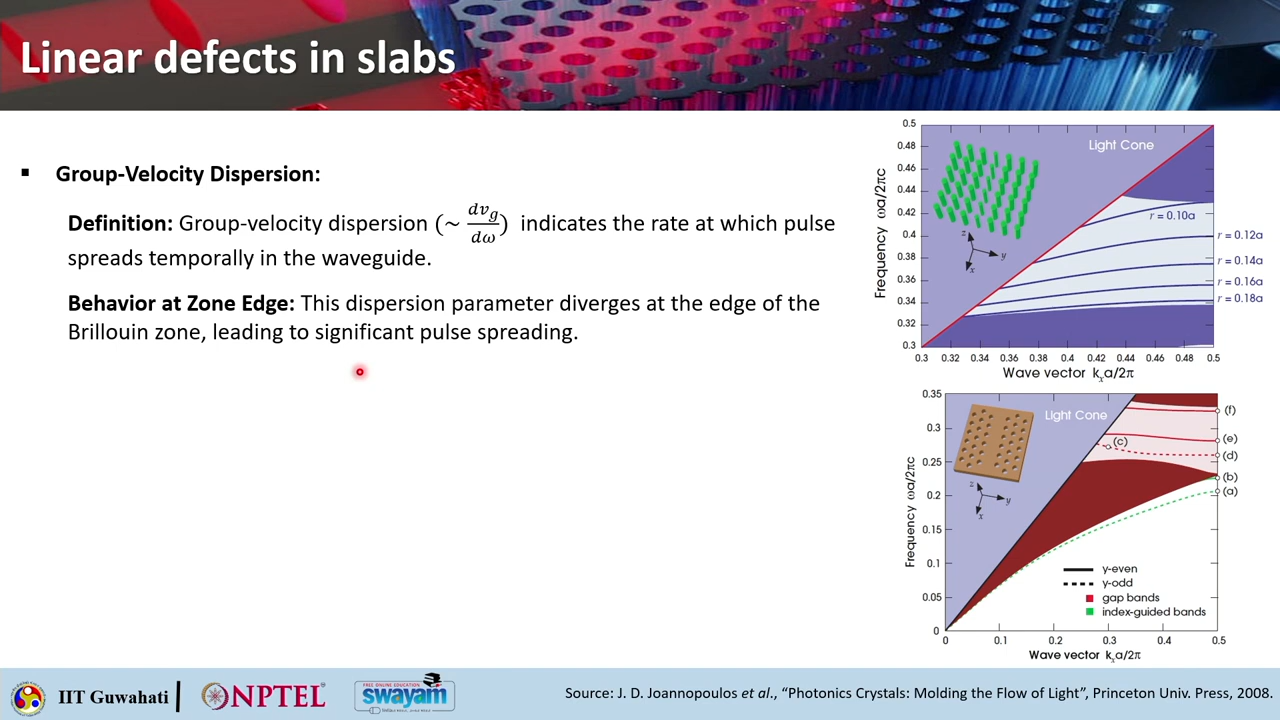 Linear defects in slabs
▪ Group-Velocity Dispersion:
Definition: Group-velocity dispersion (~ dv_g/dω) indicates the rate at which pulse
spreads temporally in the waveguide.
Behavior at Zone Edge: This dispersion parameter diverges at the edge of the
Brillouin zone, leading to significant pulse spreading.
0.5
0.48
0.46
0.44
0.42
0.4
0.38
0.36
0.34
0.32
0.3
Frequency ωa/2πc
Light Cone
r = 0.10a
r = 0.12a
r = 0.14a
r = 0.16a
r = 0.18a
z
y
x
0.3 0.32 0.34 0.36 0.38 0.4 0.42 0.44 0.46 0.48 0.5
Wave vector kₓa/2π
0.35
0.3
0.25
0.2
0.15
0.1
0.05
0
Frequency ωa/2πc
Light Cone
(f)
(e)
(c)
(d)
(b)
(a)
z
y
x
y-even
y-odd
gap bands
index-guided bands
0 0.1 0.2 0.3 0.4 0.5
Wave vector kₓa/2π
IIT Guwahati
NPTEL
FREE ONLINE EDUCATION
swayam
Source: J. D. Joannopoulos et al., “Photonics Crystals: Molding the Flow of Light”, Princeton Univ. Press, 2008.